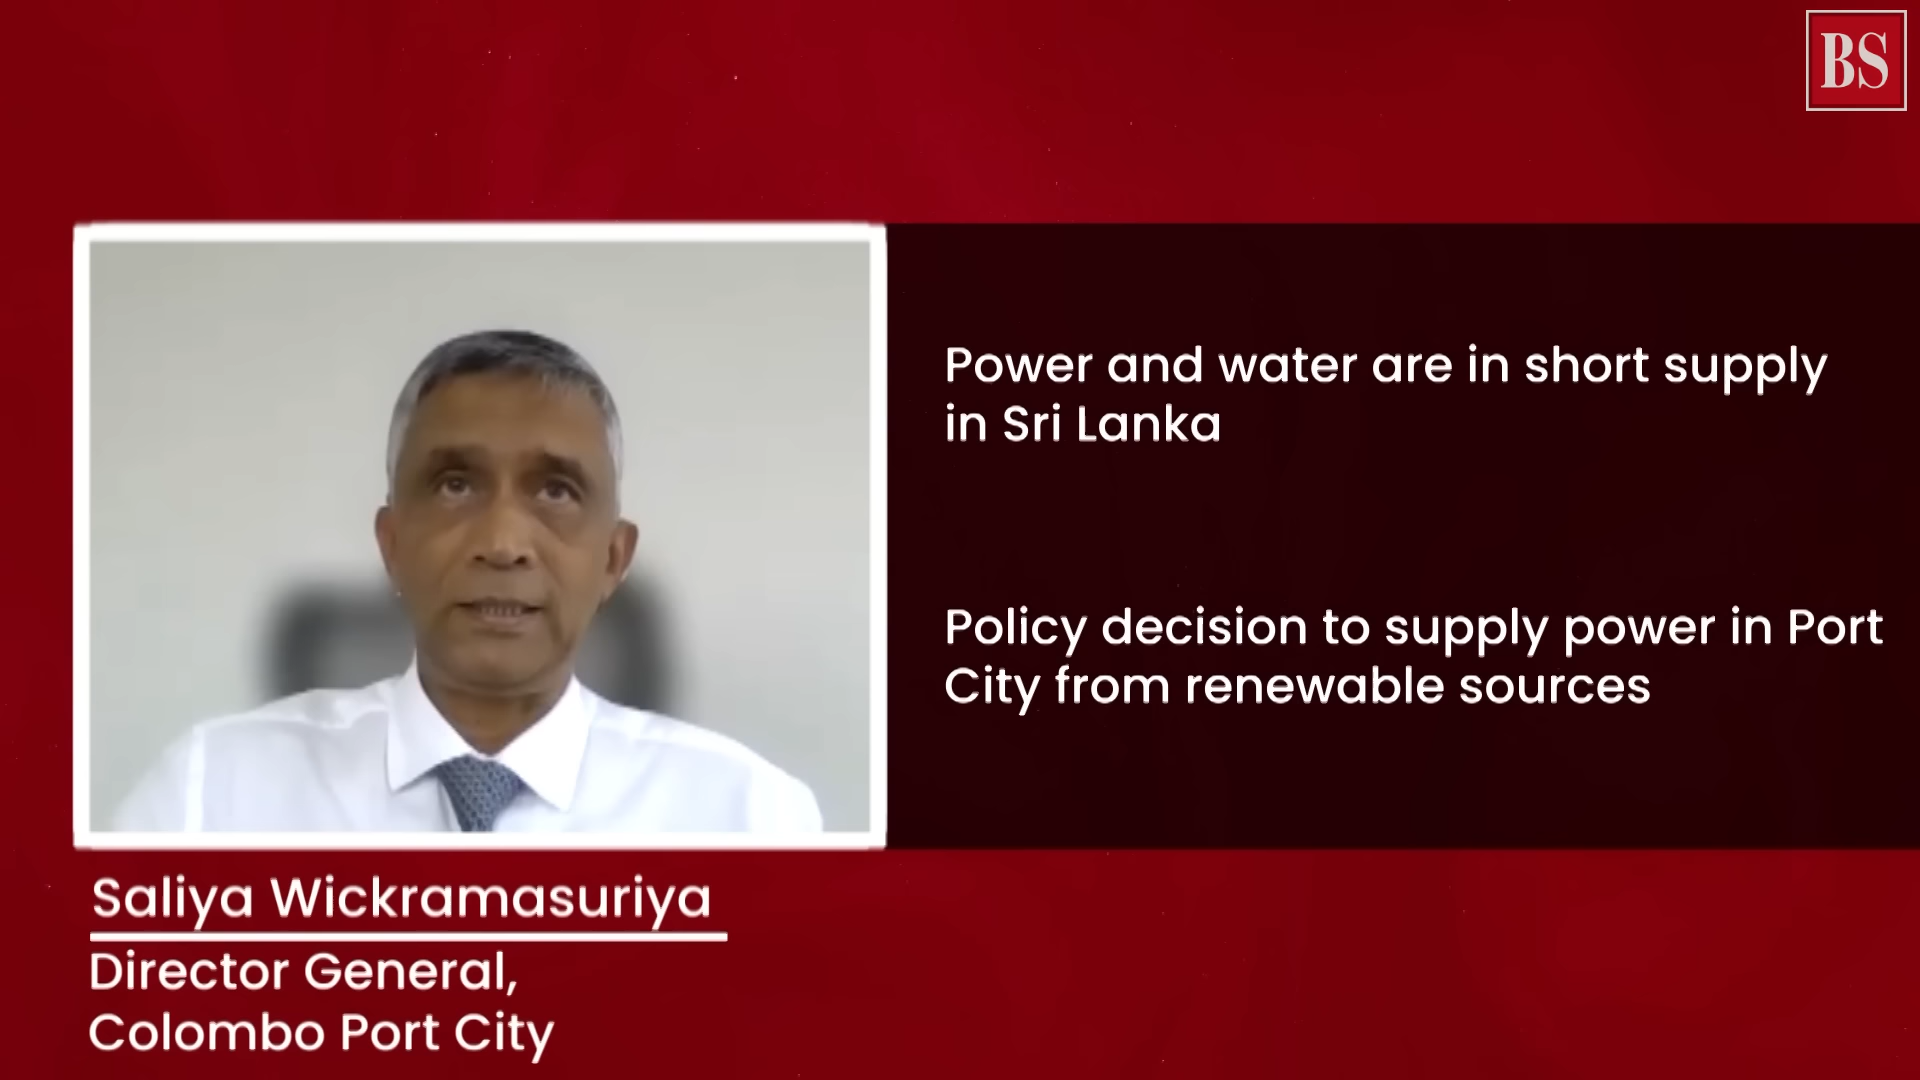 BS
Power and water are in short supply
in Sri Lanka
Policy decision to supply power in Port
City from renewable sources
Saliya Wickramasuriya
Director General,
Colombo Port City